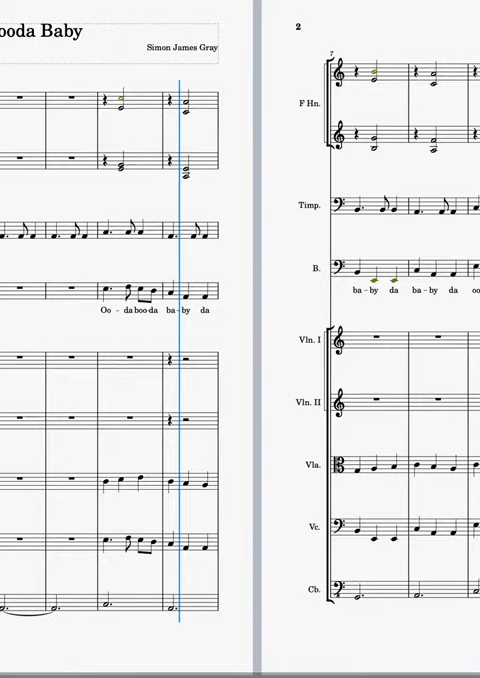 ooda Baby
Simon James Gray
Oo - da boo-da ba - by da
2
7
F Hn.
Timp.
B.
ba - by da ba - by da oo
Vln. I
Vln. II
Vla.
Vc.
Cb.